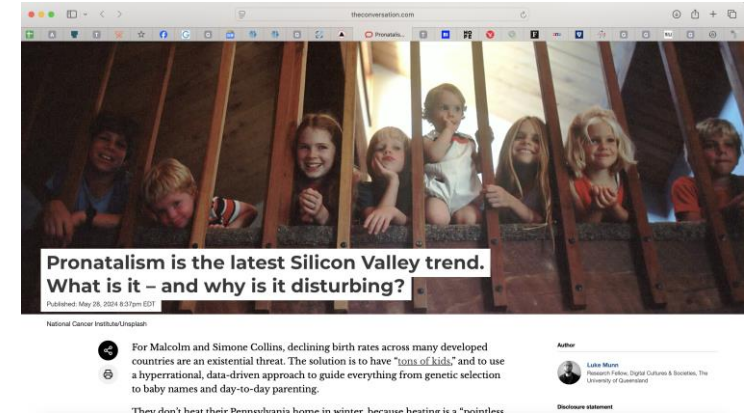 theconversation.com
Pronatalis...
Pronatalism is the latest Silicon Valley trend.
What is it – and why is it disturbing?
Published: May 28, 2024 8:37pm EDT
National Cancer Institute/Unsplash
For Malcolm and Simone Collins, declining birth rates across many developed
countries are an existential threat. The solution is to have “tons of kids,” and to use
a hyperrational, data-driven approach to guide everything from genetic selection
to baby names and day-to-day parenting.
They don’t heat their Pennsylvania home in winter, because heating is a “pointless
Author
Luke Munn
Research Fellow, Digital Cultures & Societies, The
University of Queensland
Disclosure statement